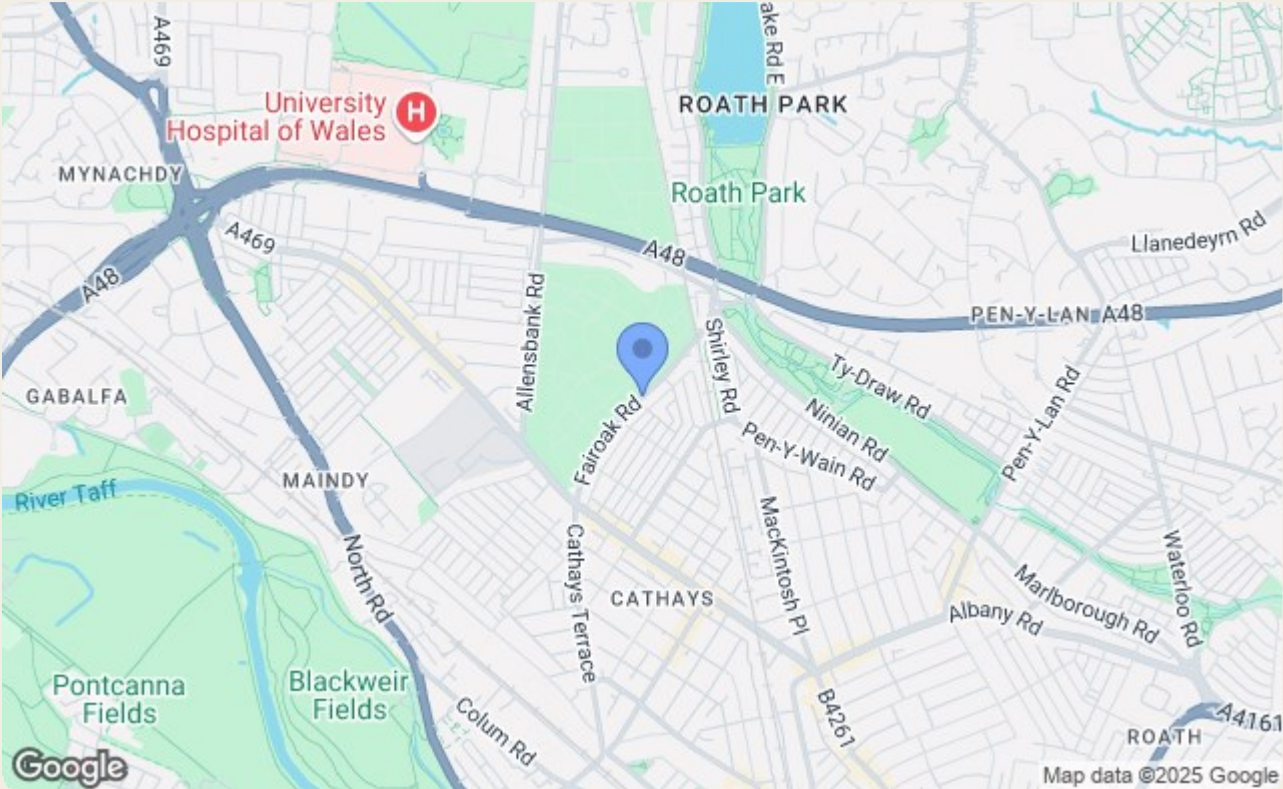 A469
ake Rd E
University
Hospital of Wales
H
ROATH PARK
MYNACHDY
Roath Park
A469
A48
Llanedeyrn Rd
A48
Allensbank Rd
PEN-Y-LAN
A48
Shirley Rd
Ty-Draw Rd
GABALFA
Fairoak Rd
Ninian Rd
Pen-Y-Lan Rd
Pen-Y-Wain Rd
MAINDY
River Taff
North Rd
Cathays Terrace
MacKintosh Pl
CATHAYS
Waterloo Rd
Marlborough Rd
Albany Rd
Pontcanna
Fields
Blackweir
Fields
Colum Rd
B4261
A4161
ROATH
Google
Map data ©2025 Google